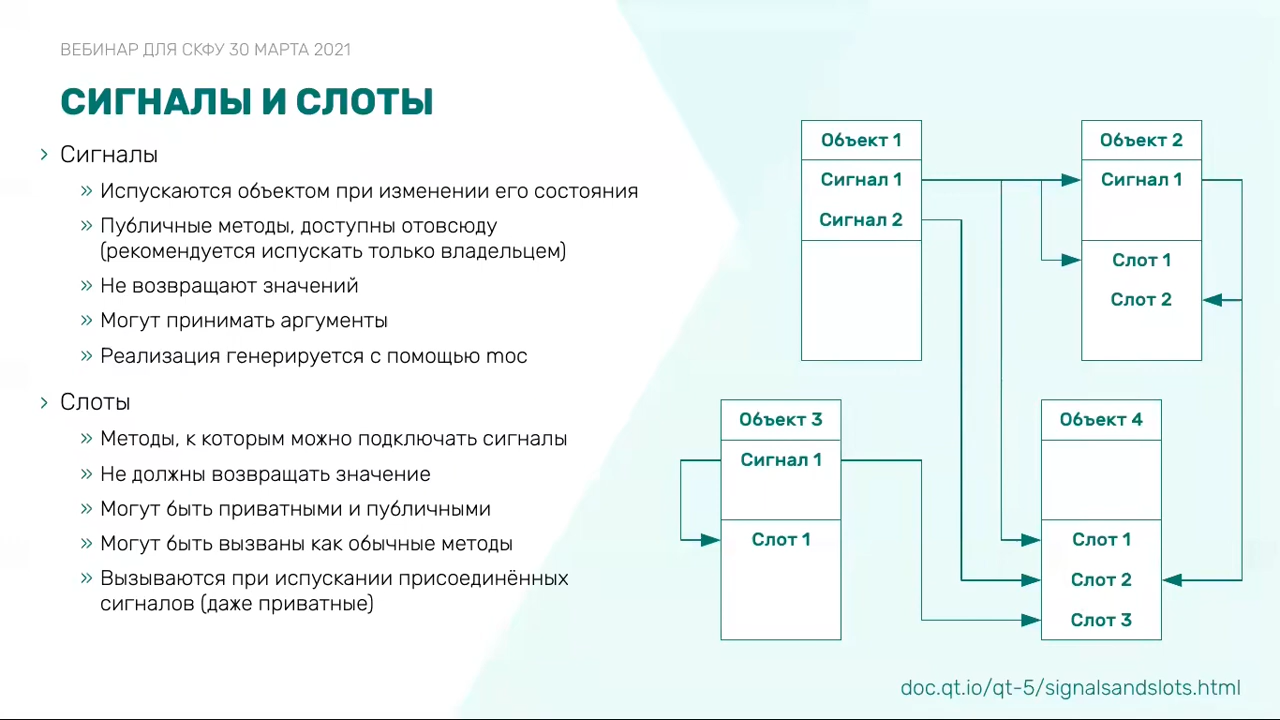 ВЕБИНАР ДЛЯ СКФУ 30 МАРТА 2021
СИГНАЛЫ И СЛОТЫ
› Сигналы
» Испускаются объектом при изменении его состояния
» Публичные методы, доступны отовсюду
(рекомендуется испускать только владельцем)
» Не возвращают значений
» Могут принимать аргументы
» Реализация генерируется с помощью moc
› Слоты
» Методы, к которым можно подключать сигналы
» Не должны возвращать значение
» Могут быть приватными и публичными
» Могут быть вызваны как обычные методы
» Вызываются при испускании присоединённых
сигналов (даже приватные)
Объект 1
Сигнал 1
Сигнал 2
Объект 2
Сигнал 1
Слот 1
Слот 2
Объект 3
Сигнал 1
Слот 1
Объект 4
Слот 1
Слот 2
Слот 3
doc.qt.io/qt-5/signalsandslots.html